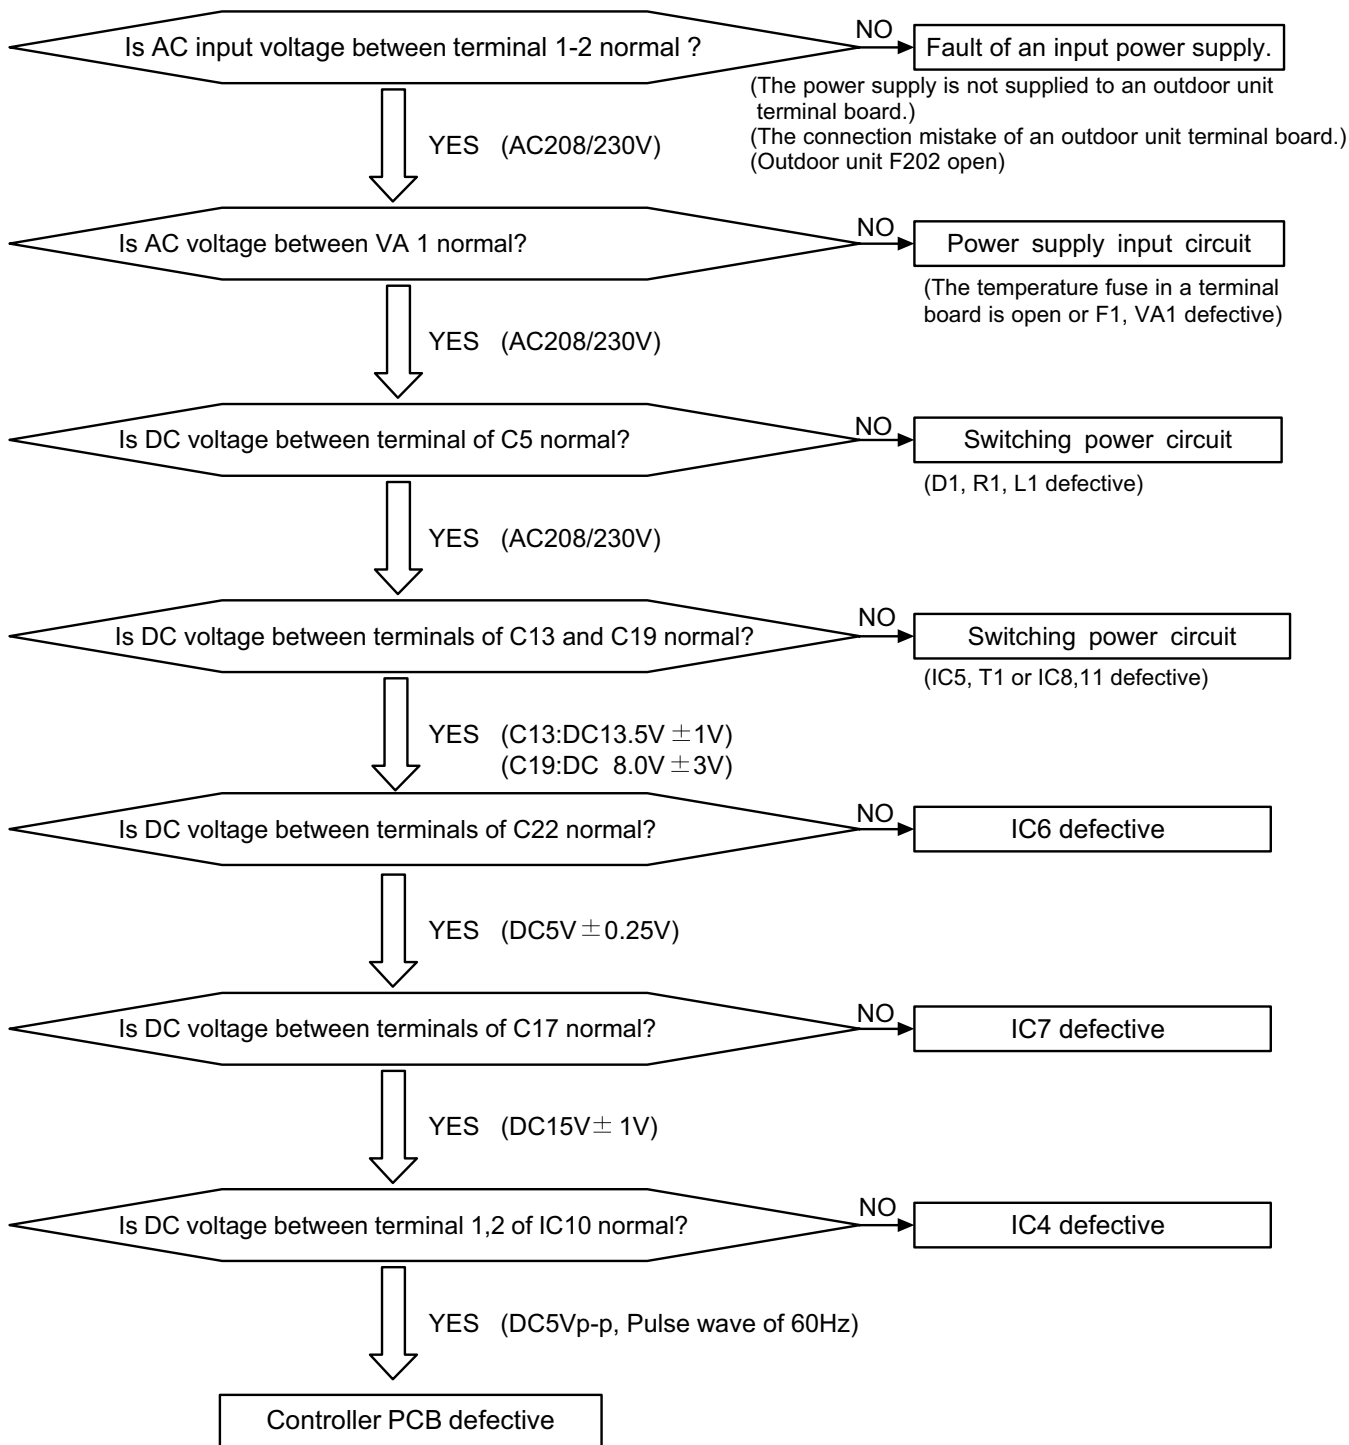 Is AC input voltage between terminal 1-2 normal ?
NO
Fault of an input power supply.
(The power supply is not supplied to an outdoor unit
terminal board.)
(The connection mistake of an outdoor unit terminal board.)
(Outdoor unit F202 open)
YES (AC208/230V)
Is AC voltage between VA 1 normal?
NO
Power supply input circuit
(The temperature fuse in a terminal
board is open or F1, VA1 defective)
YES (AC208/230V)
Is DC voltage between terminal of C5 normal?
NO
Switching power circuit
(D1, R1, L1 defective)
YES (AC208/230V)
Is DC voltage between terminals of C13 and C19 normal?
NO
Switching power circuit
(IC5, T1 or IC8,11 defective)
YES (C13:DC13.5V ±1V)
(C19:DC 8.0V ±3V)
Is DC voltage between terminals of C22 normal?
NO
IC6 defective
YES (DC5V ±0.25V)
Is DC voltage between terminals of C17 normal?
NO
IC7 defective
YES (DC15V± 1V)
Is DC voltage between terminal 1,2 of IC10 normal?
NO
IC4 defective
YES (DC5Vp-p, Pulse wave of 60Hz)
Controller PCB defective